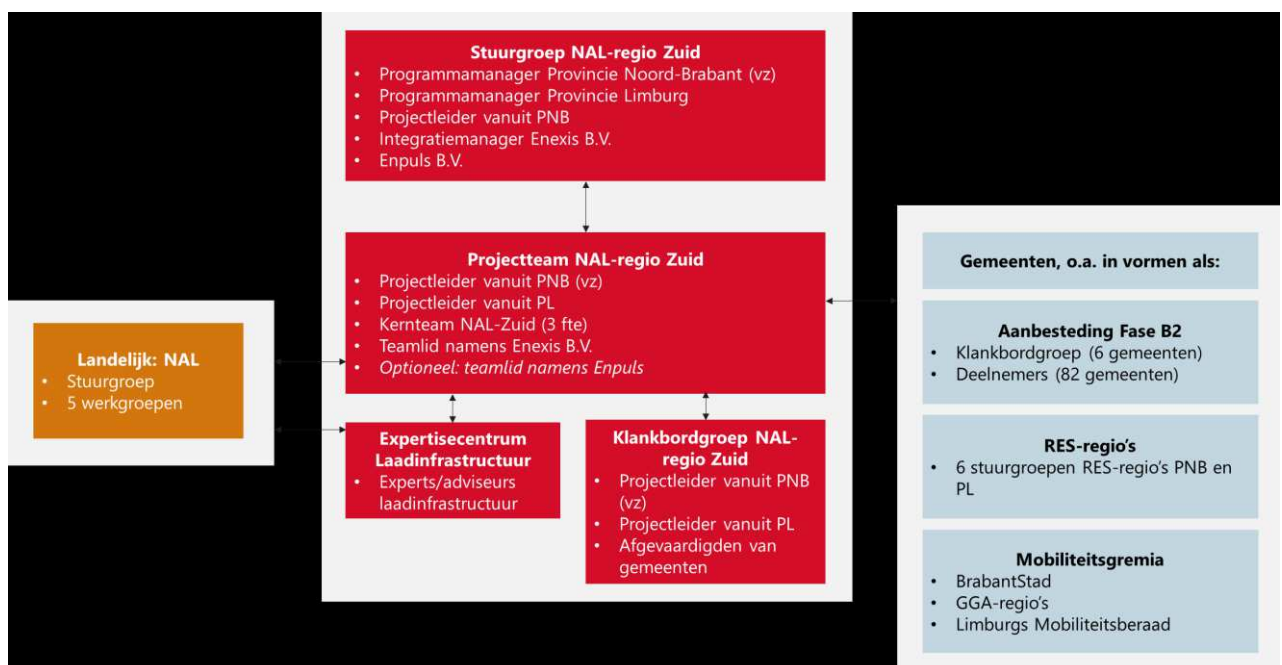 Stuurgroep NAL-regio Zuid
• Programmamanager Provincie Noord-Brabant (vz)
• Programmamanager Provincie Limburg
• Projectleider vanuit PNB
• Integratiemanager Enexis B.V.
• Enpuls B.V.
Projectteam NAL-regio Zuid
• Projectleider vanuit PNB (vz)
• Projectleider vanuit PL
• Kernteam NAL-Zuid (3 fte)
• Teamlid namens Enexis B.V.
• Optioneel: teamlid namens Enpuls
Landelijk: NAL
• Stuurgroep
• 5 werkgroepen
Expertisecentrum
Laadinfrastructuur
• Experts/adviseurs
laadinfrastructuur
Klankbordgroep NAL-
regio Zuid
• Projectleider vanuit PNB
(vz)
• Projectleider vanuit PL
• Afgevaardigden van
gemeenten
Gemeenten, o.a. in vormen als:
Aanbesteding Fase B2
• Klankbordgroep (6 gemeenten)
• Deelnemers (82 gemeenten)
RES-regio's
• 6 stuurgroepen RES-regio's PNB en
PL
Mobiliteitsgremia
• BrabantStad
• GGA-regio's
• Limburgs Mobiliteitsberaad